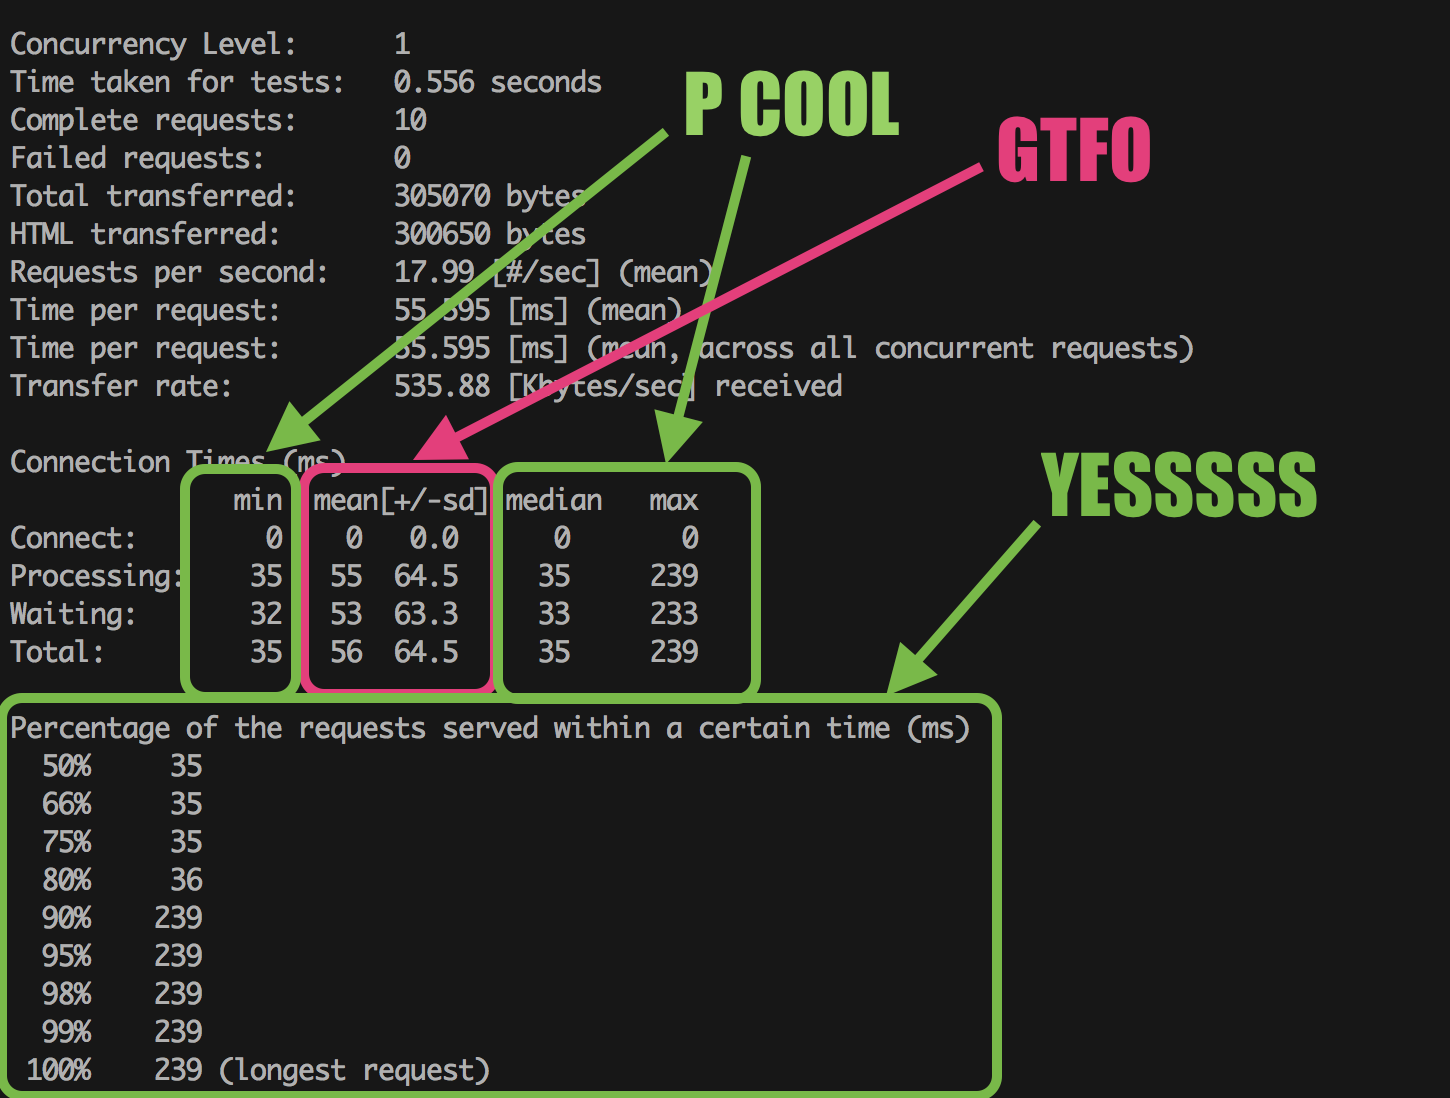 Concurrency Level:      1
Time taken for tests:   0.556 seconds
Complete requests:      10
Failed requests:        0
Total transferred:      305070 bytes
HTML transferred:       300650 bytes
Requests per second:    17.99 [#/sec] (mean)
Time per request:       55.595 [ms] (mean)
Time per request:       55.595 [ms] (mean, across all concurrent requests)
Transfer rate:          535.88 [Kbytes/sec] received
P COOL
GTFO
Connection Times (ms)
              min  mean[+/-sd] median   max
Connect:        0    0   0.0      0       0
Processing:    35   55  64.5     35     239
Waiting:       32   53  63.3     33     233
Total:         35   56  64.5     35     239
YESSSSS
Percentage of the requests served within a certain time (ms)
  50%     35
  66%     35
  75%     35
  80%     36
  90%    239
  95%    239
  98%    239
  99%    239
 100%    239 (longest request)